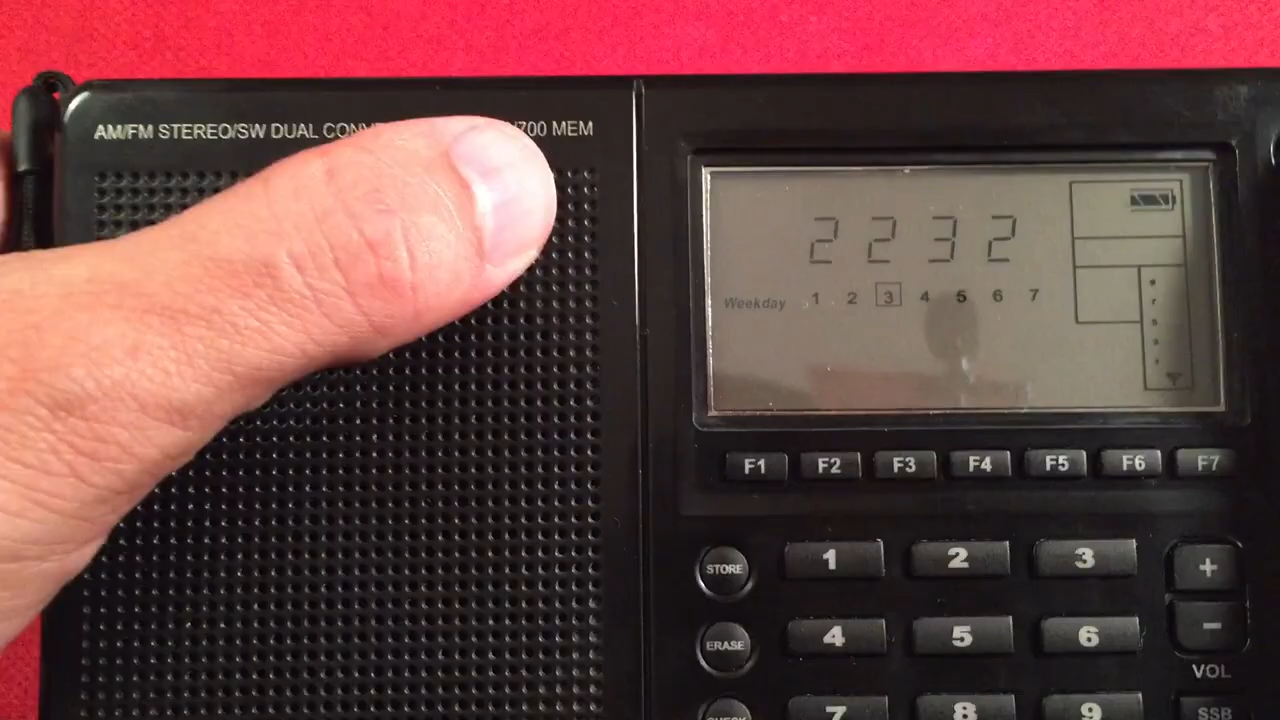 AM/FM STEREO/SW DUAL CONV 700 MEM
2232
Weekday 1 2 3 4 5 6 7
F1 F2 F3 F4 F5 F6 F7
STORE 1 2 3 +
ERASE 4 5 6 -
VOL
7 8 9 SSB